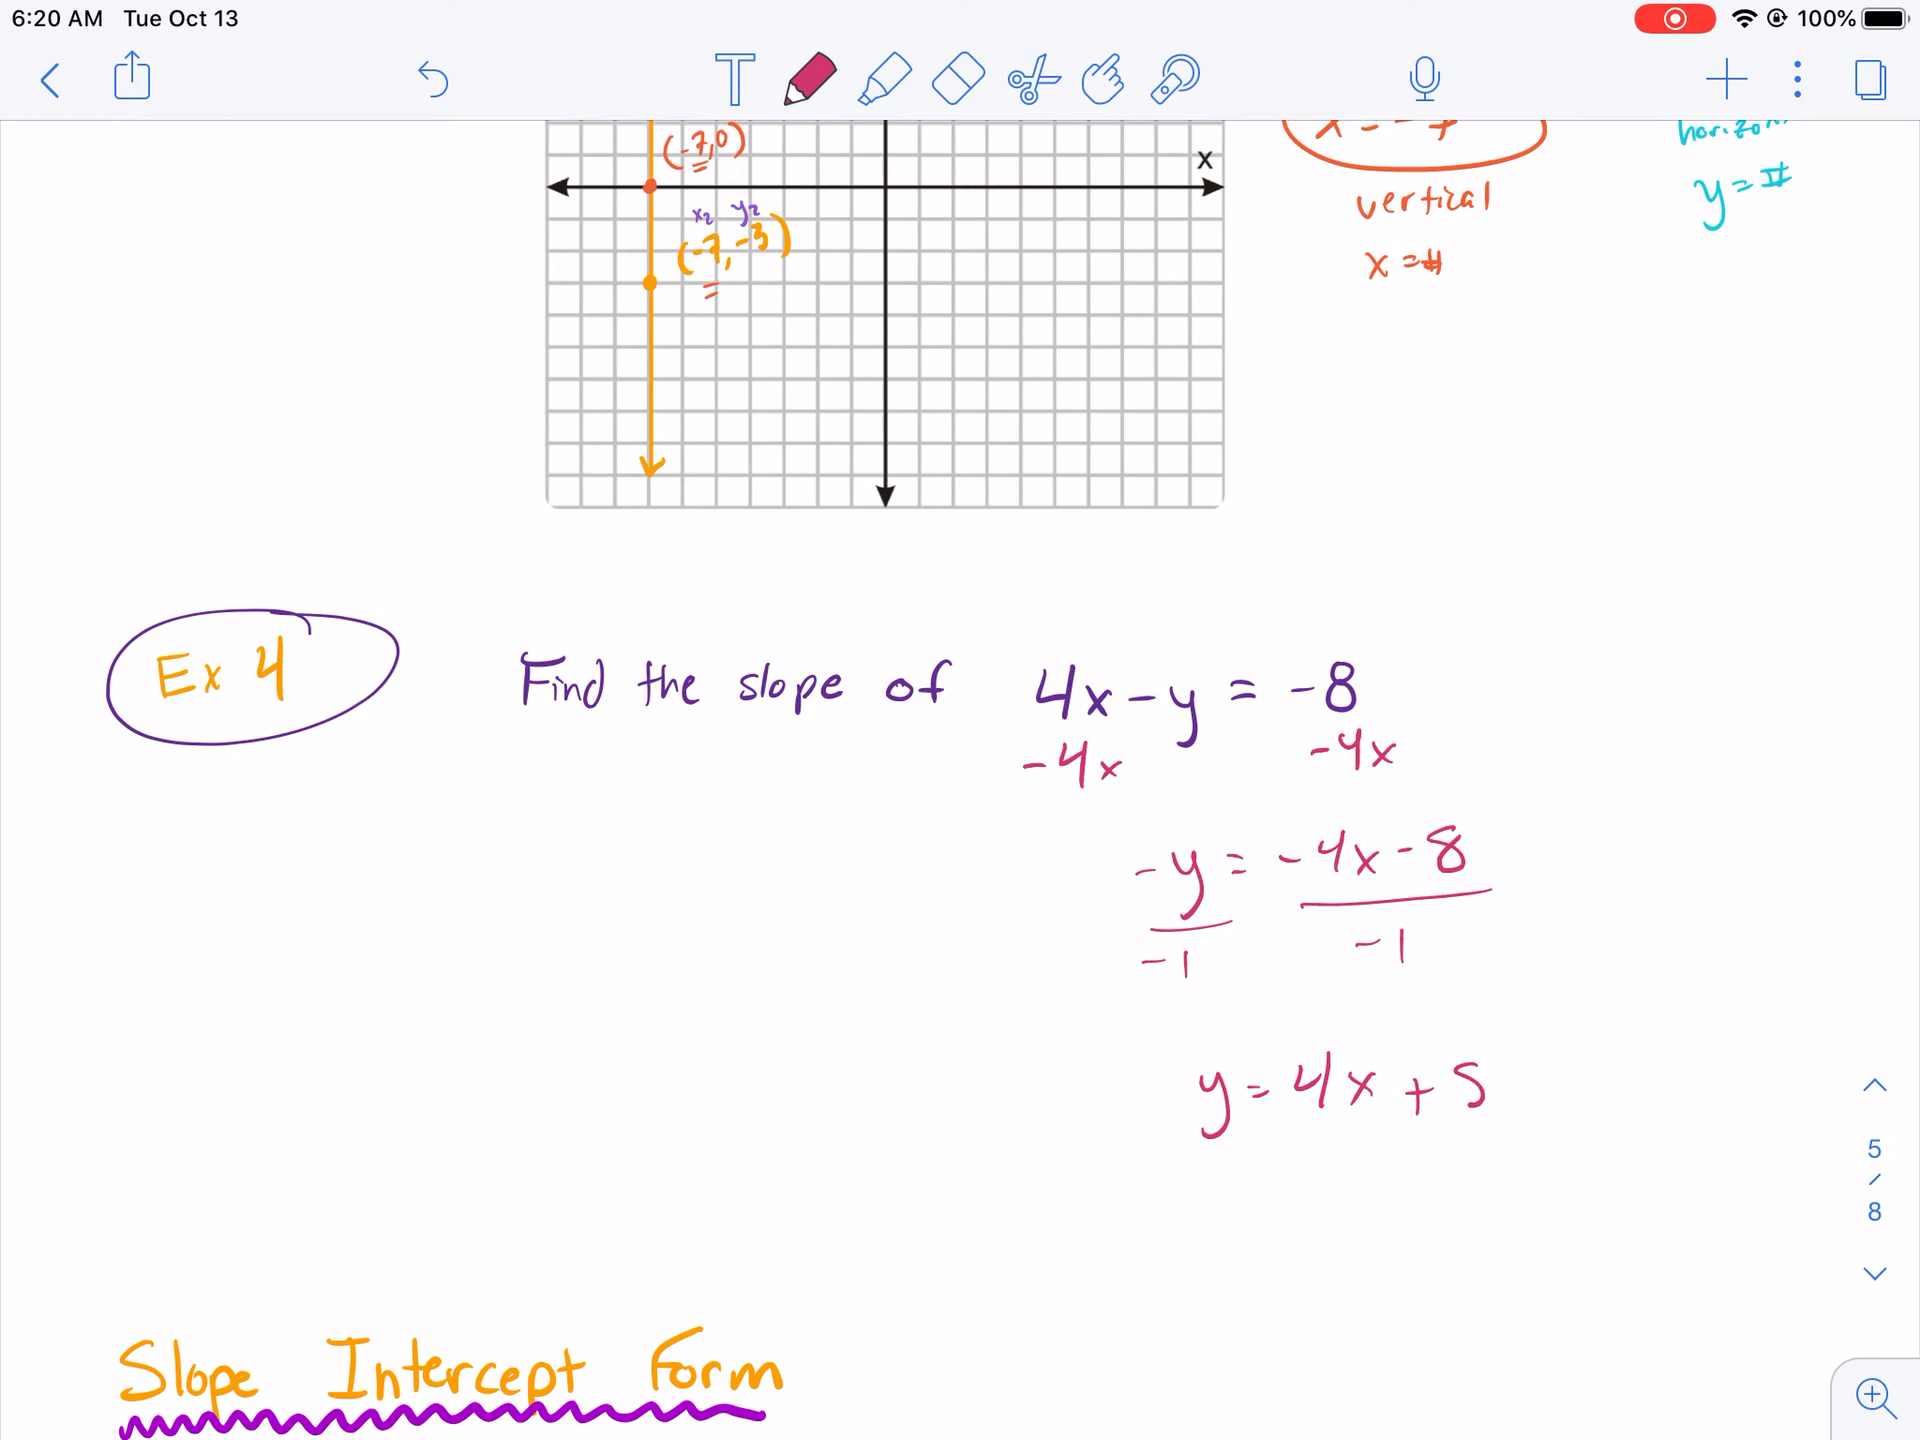 6:20 AM Tue Oct 13
100%
T
(-7,0)
x
x = -7
vertical
x = #
y = #
x₂ y₂
(-7, -3)
Ex 4
Find the slope of 4x - y = -8
-4x -4x
-y = -4x - 8
-1 -1
y = 4x + S
5
/
8
Slope Intercept Form